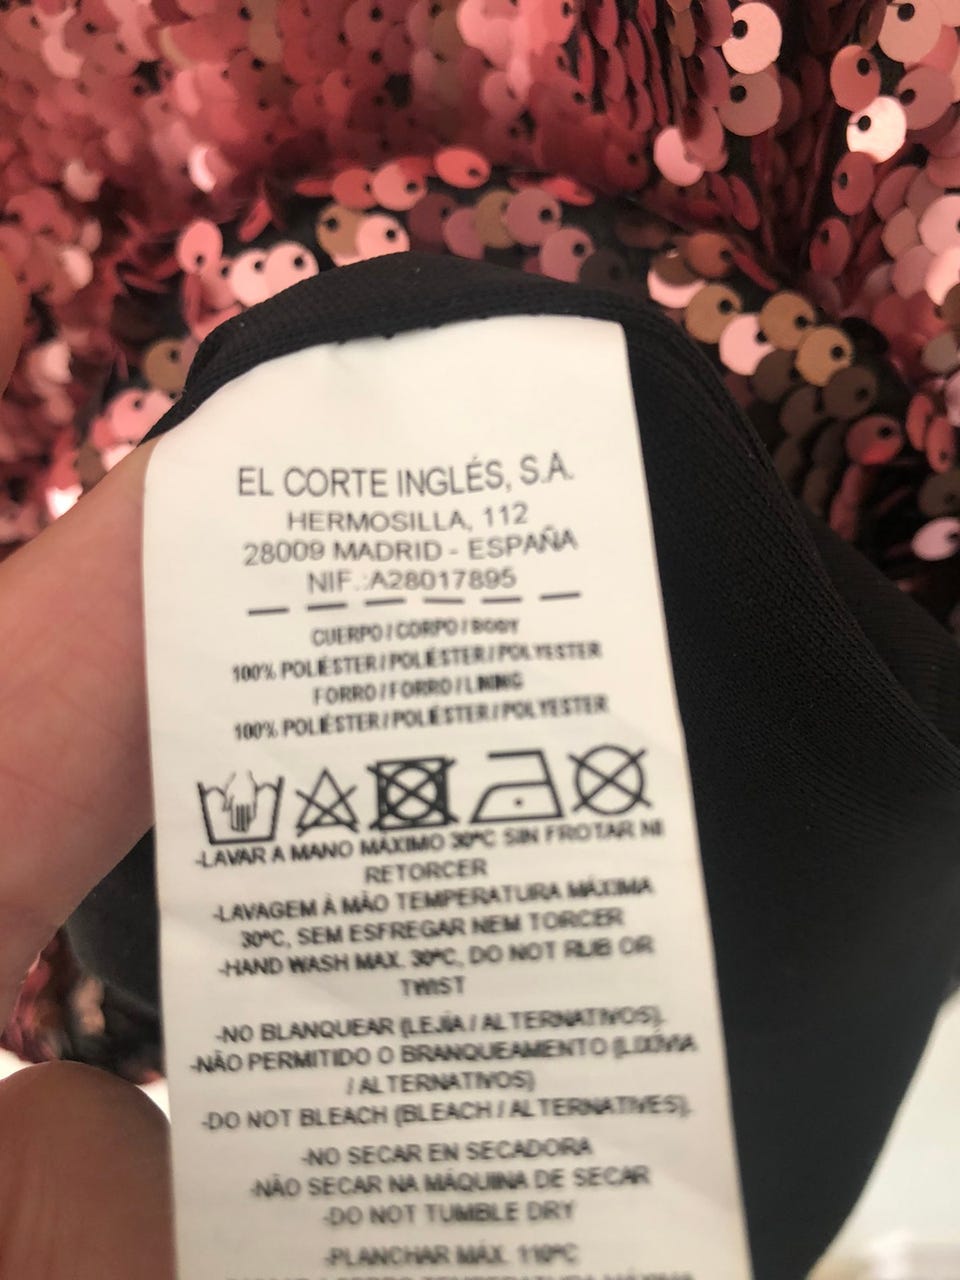 EL CORTE INGLÉS, S.A.
HERMOSILLA, 112
28009 MADRID - ESPAÑA
NIF.:A28017895
CUERPO / CORPO / BODY
100% POLIÉSTER / POLIÉSTER / POLYESTER
FORRO / FORRO / LINING
100% POLIÉSTER / POLIÉSTER / POLYESTER
-LAVAR A MANO MÁXIMO 30ºC SIN FROTAR NI
RETORCER
-LAVAGEM À MÃO TEMPERATURA MÁXIMA
30ºC, SEM ESFREGAR NEM TORCER
-HAND WASH MAX. 30ºC, DO NOT RUB OR
TWIST
-NO BLANQUEAR (LEJÍA / ALTERNATIVOS).
-NÃO PERMITIDO O BRANQUEAMENTO (LIXÍVIA
/ ALTERNATIVOS)
-DO NOT BLEACH (BLEACH / ALTERNATIVES).
-NO SECAR EN SECADORA
-NÃO SECAR NA MÁQUINA DE SECAR
-DO NOT TUMBLE DRY
-PLANCHAR MÁX. 110ºC